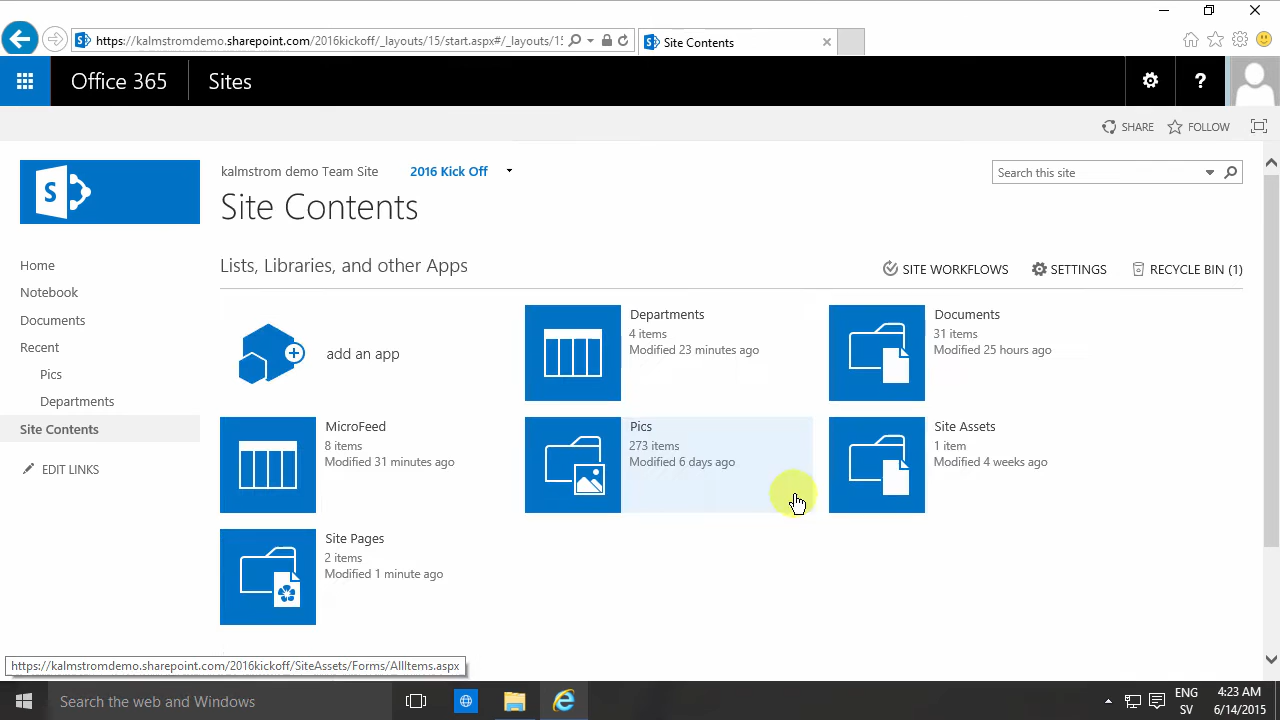 https://kalmstromdemo.sharepoint.com/2016kickoff/_layouts/15/start.aspx#/_layouts/15
Site Contents
Office 365
Sites
?
SHARE
FOLLOW
S
kalmstrom demo Team Site
2016 Kick Off
Search this site
Site Contents
Home
Notebook
Documents
Recent
Pics
Departments
Site Contents
EDIT LINKS
Lists, Libraries, and other Apps
SITE WORKFLOWS
SETTINGS
RECYCLE BIN (1)
add an app
Departments
4 items
Modified 23 minutes ago
Documents
31 items
Modified 25 hours ago
MicroFeed
8 items
Modified 31 minutes ago
Pics
273 items
Modified 6 days ago
Site Assets
1 item
Modified 4 weeks ago
Site Pages
2 items
Modified 1 minute ago
https://kalmstromdemo.sharepoint.com/2016kickoff/SiteAssets/Forms/AllItems.aspx
Search the web and Windows
ENG
SV
4:23 AM
6/14/2015